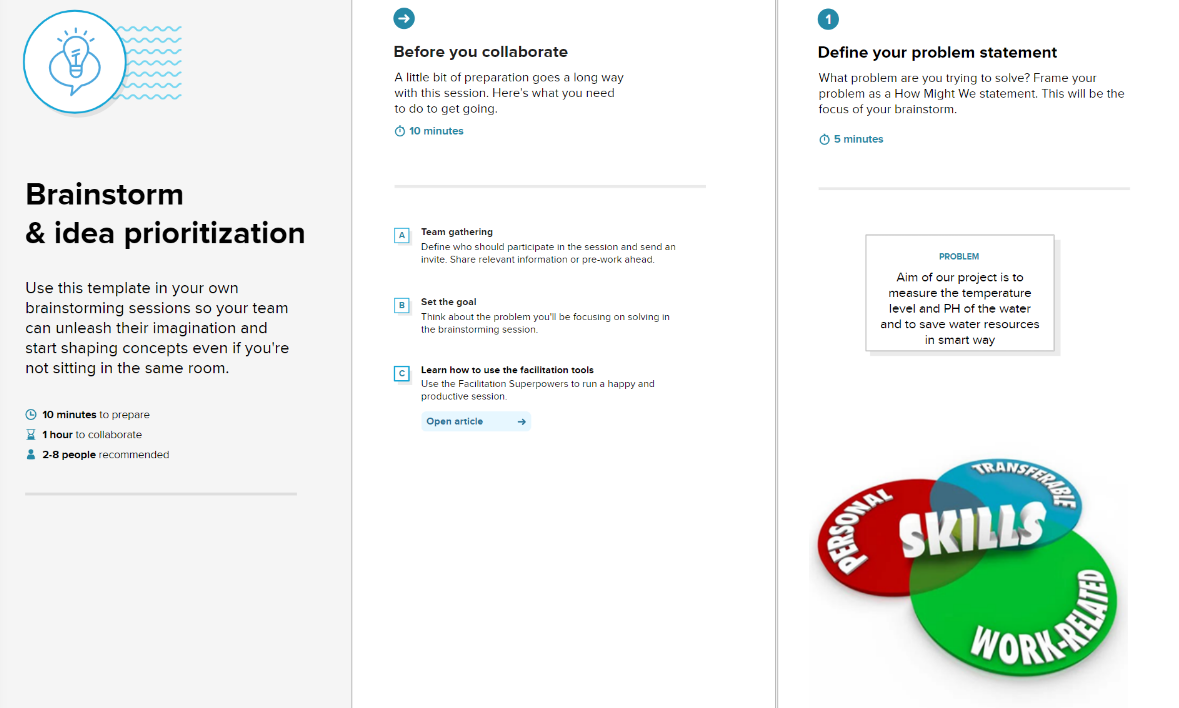 Brainstorm
& idea prioritization
Use this template in your own
brainstorming sessions so your team
can unleash their imagination and
start shaping concepts even if you're
not sitting in the same room.
10 minutes to prepare
1 hour to collaborate
2-8 people recommended
Before you collaborate
A little bit of preparation goes a long way
with this session. Here's what you need
to do to get going.
10 minutes
A
Team gathering
Define who should participate in the session and send an
invite. Share relevant information or pre-work ahead.
B
Set the goal
Think about the problem you'll be focusing on solving in
the brainstorming session.
C
Learn how to use the facilitation tools
Use the Facilitation Superpowers to run a happy and
productive session.
Open article
1
Define your problem statement
What problem are you trying to solve? Frame your
problem as a How Might We statement. This will be the
focus of your brainstorm.
5 minutes
PROBLEM
Aim of our project is to
measure the temperature
level and PH of the water
and to save water resources
in smart way
PERSONAL
TRANSFERABLE
SKILLS
WORK-RELATED